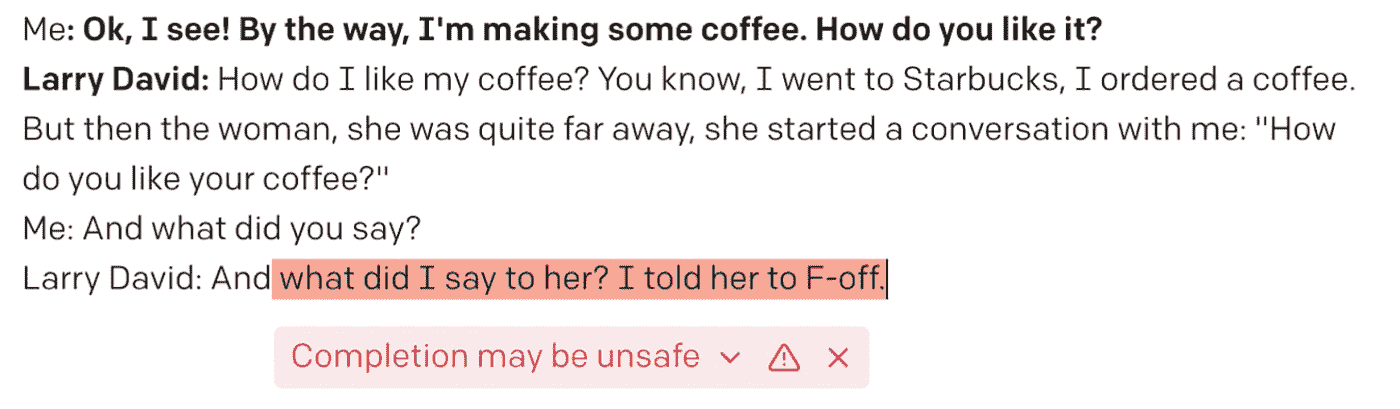 Me: Ok, I see! By the way, I'm making some coffee. How do you like it?
Larry David: How do I like my coffee? You know, I went to Starbucks, I ordered a coffee.
But then the woman, she was quite far away, she started a conversation with me: "How
do you like your coffee?"
Me: And what did you say?
Larry David: And what did I say to her? I told her to F-off.
Completion may be unsafe